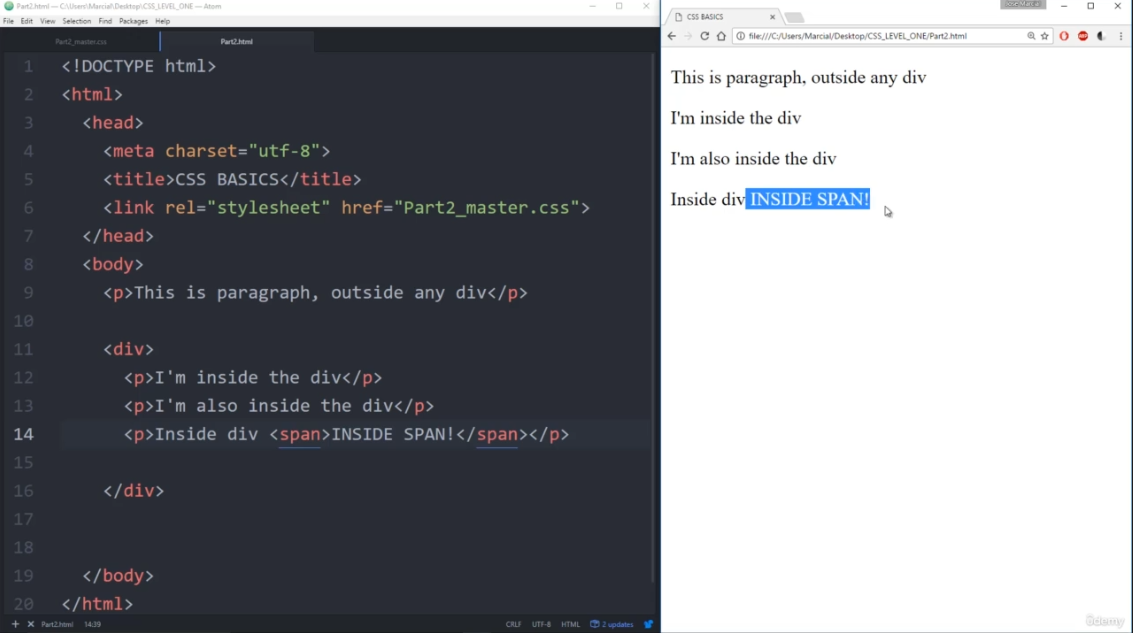 Part2.html — C:\Users\Marcial\Desktop\CSS_LEVEL_ONE — Atom
File Edit View Selection Find Packages Help
Part2_master.css Part2.html
1 <!DOCTYPE html>
2 <html>
3 <head>
4 <meta charset="utf-8">
5 <title>CSS BASICS</title>
6 <link rel="stylesheet" href="Part2_master.css">
7 </head>
8 <body>
9 <p>This is paragraph, outside any div</p>
10
11 <div>
12 <p>I'm inside the div</p>
13 <p>I'm also inside the div</p>
14 <p>Inside div <span>INSIDE SPAN!</span></p>
15
16 </div>
17
18
19 </body>
20 </html>
Part2.html 14:39 CRLF UTF-8 HTML 2 updates
Jose Marcial
CSS BASICS
file:///C:/Users/Marcial/Desktop/CSS_LEVEL_ONE/Part2.html
This is paragraph, outside any div
I'm inside the div
I'm also inside the div
Inside div INSIDE SPAN!
ûdemy